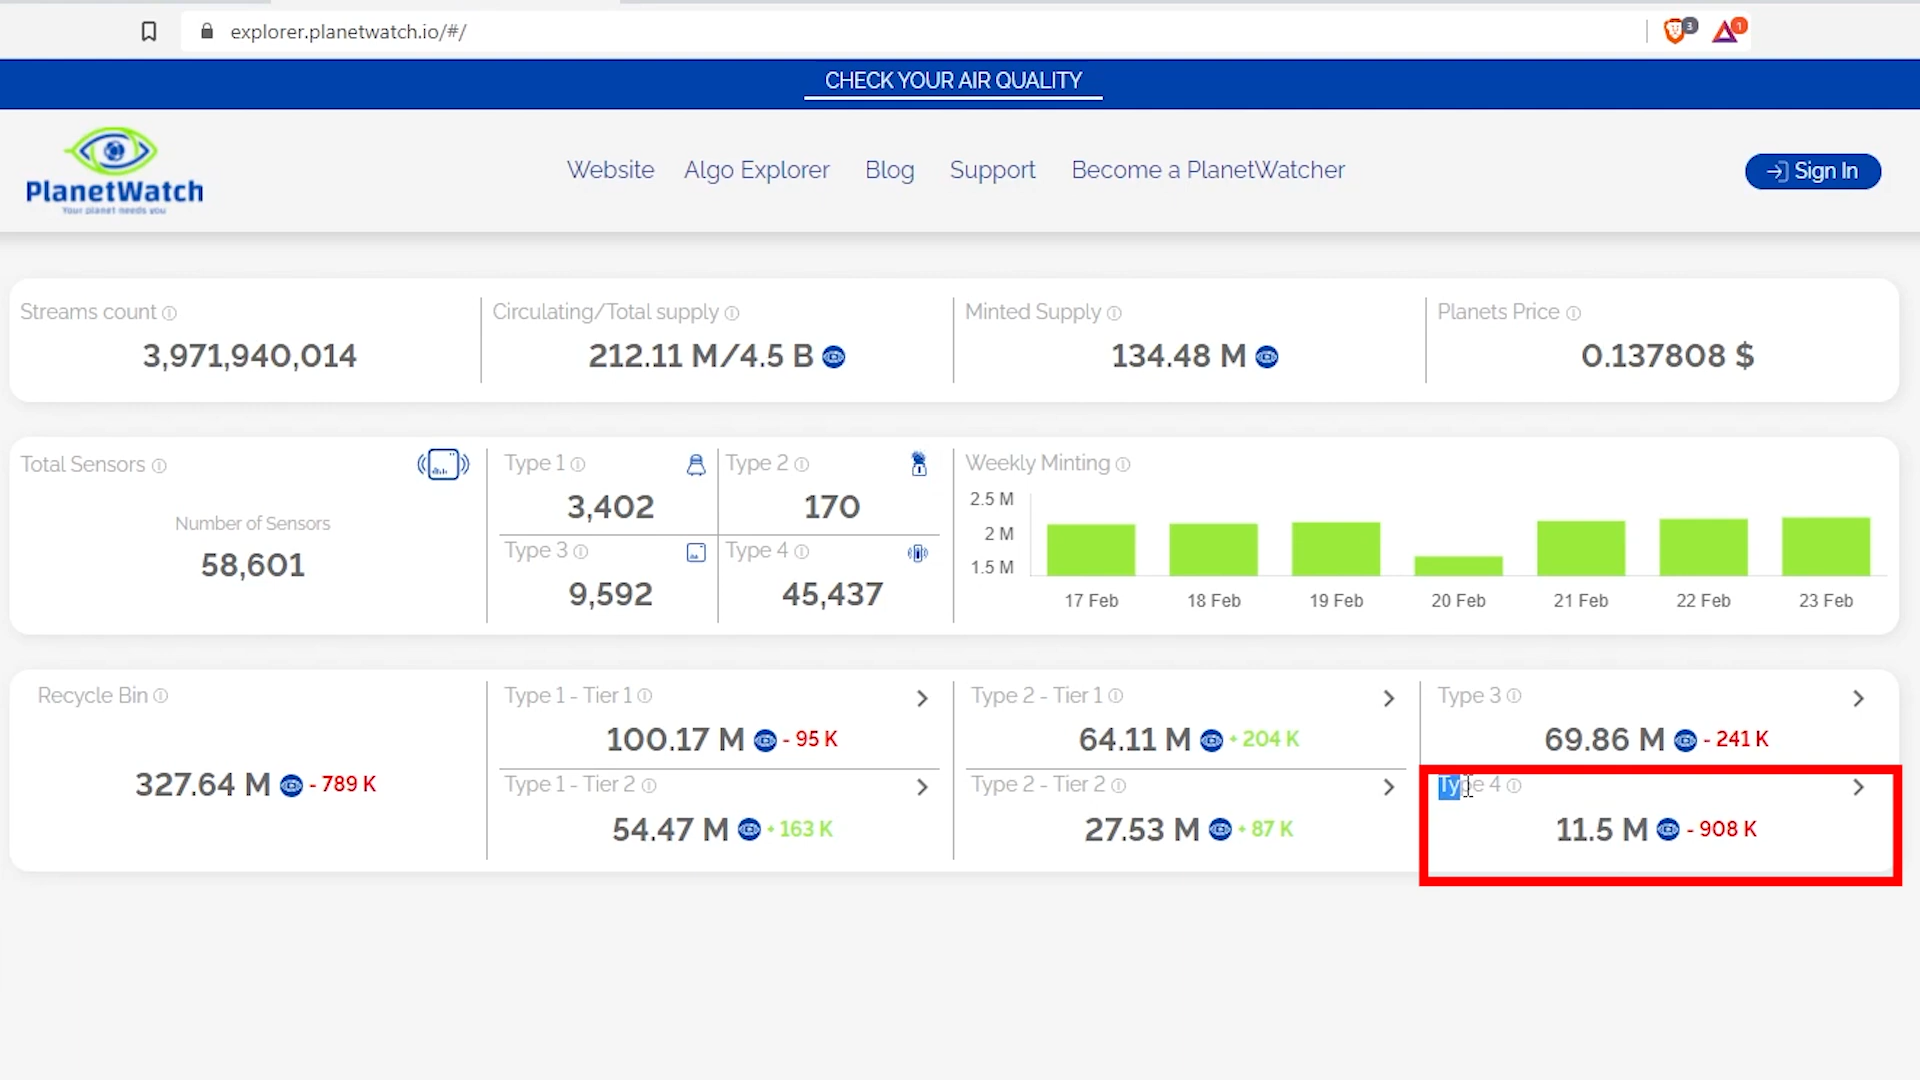 explorer.planetwatch.io/#/
3
1
CHECK YOUR AIR QUALITY
PlanetWatch
Your planet needs you
Website
Algo Explorer
Blog
Support
Become a PlanetWatcher
Sign In
Streams count
3,971,940,014
Circulating/Total supply
212.11 M/4.5 B
Minted Supply
134.48 M
Planets Price
0.137808 $
Total Sensors
Number of Sensors
58,601
Type 1
3,402
Type 2
170
Type 3
9,592
Type 4
45,437
Weekly Minting
2.5 M
2 M
1.5 M
17 Feb
18 Feb
19 Feb
20 Feb
21 Feb
22 Feb
23 Feb
Recycle Bin
327.64 M - 789 K
Type 1 - Tier 1
100.17 M - 95 K
Type 1 - Tier 2
54.47 M + 163 K
Type 2 - Tier 1
64.11 M + 204 K
Type 2 - Tier 2
27.53 M + 87 K
Type 3
69.86 M - 241 K
Type 4
11.5 M - 908 K